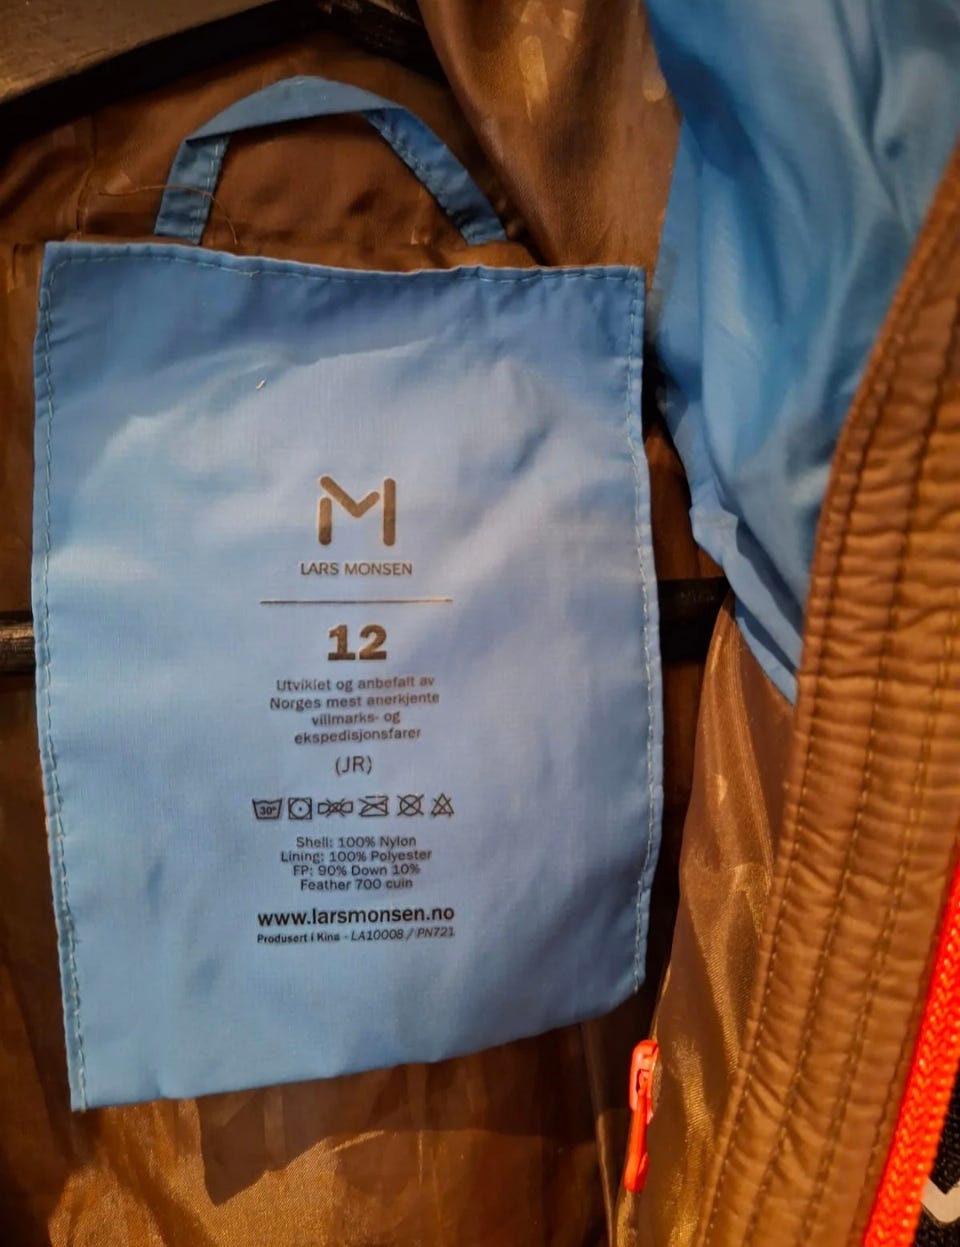 LARS MONSEN
12
Utviklet og anbefalt av
Norges mest anerkjente
villmarks- og
ekspedisjonsfarer
(JR)
30°
Shell: 100% Nylon
Lining: 100% Polyester
FP: 90% Down 10%
Feather 700 cuin
www.larsmonsen.no
Produsert i Kina - LA10008 / PN721